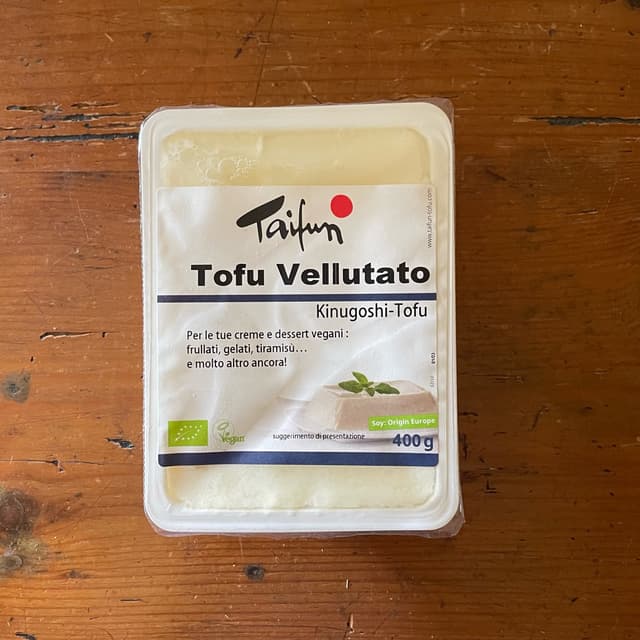 Taifun
www.taifun-tofu.com
Tofu Vellutato
Kinugoshi-Tofu
Per le tue creme e dessert vegani :
frullati, gelati, tiramisù...
e molto altro ancora!
Soy: Origin Europe
Vegan
suggerimento di presentazione
400 g